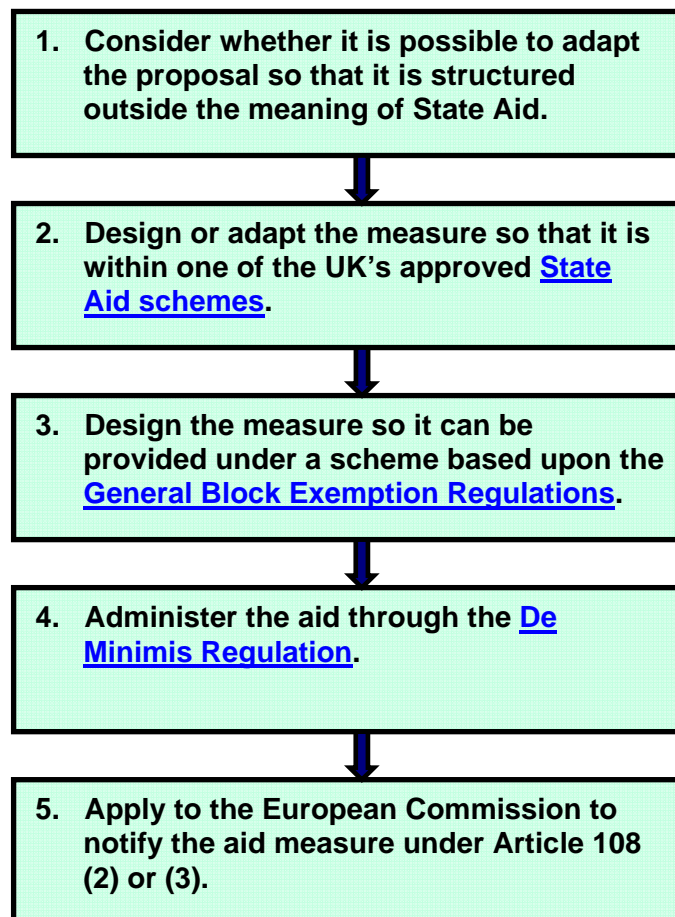 1. Consider whether it is possible to adapt
the proposal so that it is structured
outside the meaning of State Aid.
2. Design or adapt the measure so that it is
within one of the UK’s approved State
Aid schemes.
3. Design the measure so it can be
provided under a scheme based upon the
General Block Exemption Regulations.
4. Administer the aid through the De
Minimis Regulation.
5. Apply to the European Commission to
notify the aid measure under Article 108
(2) or (3).